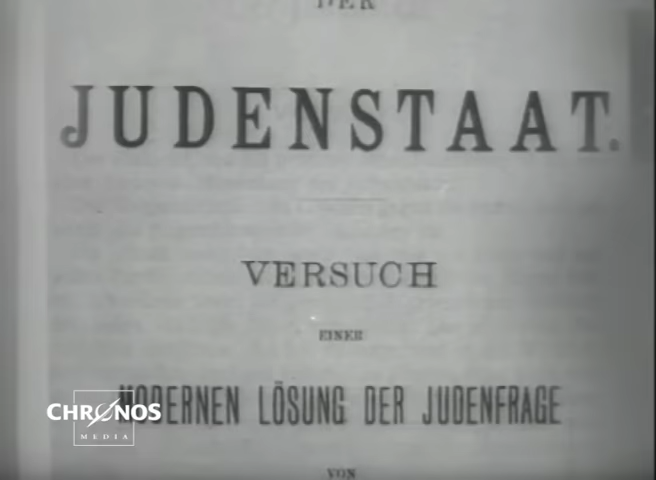 DER
JUDENSTAAT.
VERSUCH
EINER
MODERNEN LÖSUNG DER JUDENFRAGE
CHRONOS
MEDIA
VON